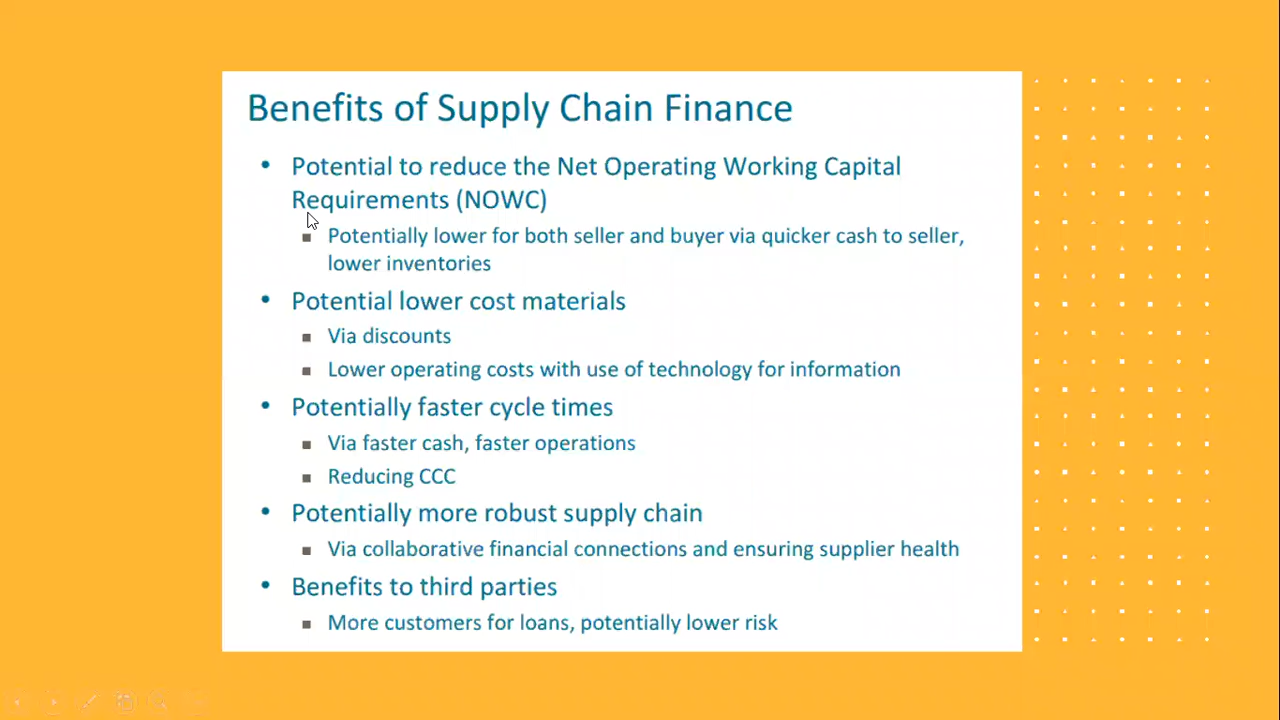 Benefits of Supply Chain Finance
• Potential to reduce the Net Operating Working Capital
Requirements (NOWC)
▪ Potentially lower for both seller and buyer via quicker cash to seller,
lower inventories
• Potential lower cost materials
▪ Via discounts
▪ Lower operating costs with use of technology for information
• Potentially faster cycle times
▪ Via faster cash, faster operations
▪ Reducing CCC
• Potentially more robust supply chain
▪ Via collaborative financial connections and ensuring supplier health
• Benefits to third parties
▪ More customers for loans, potentially lower risk